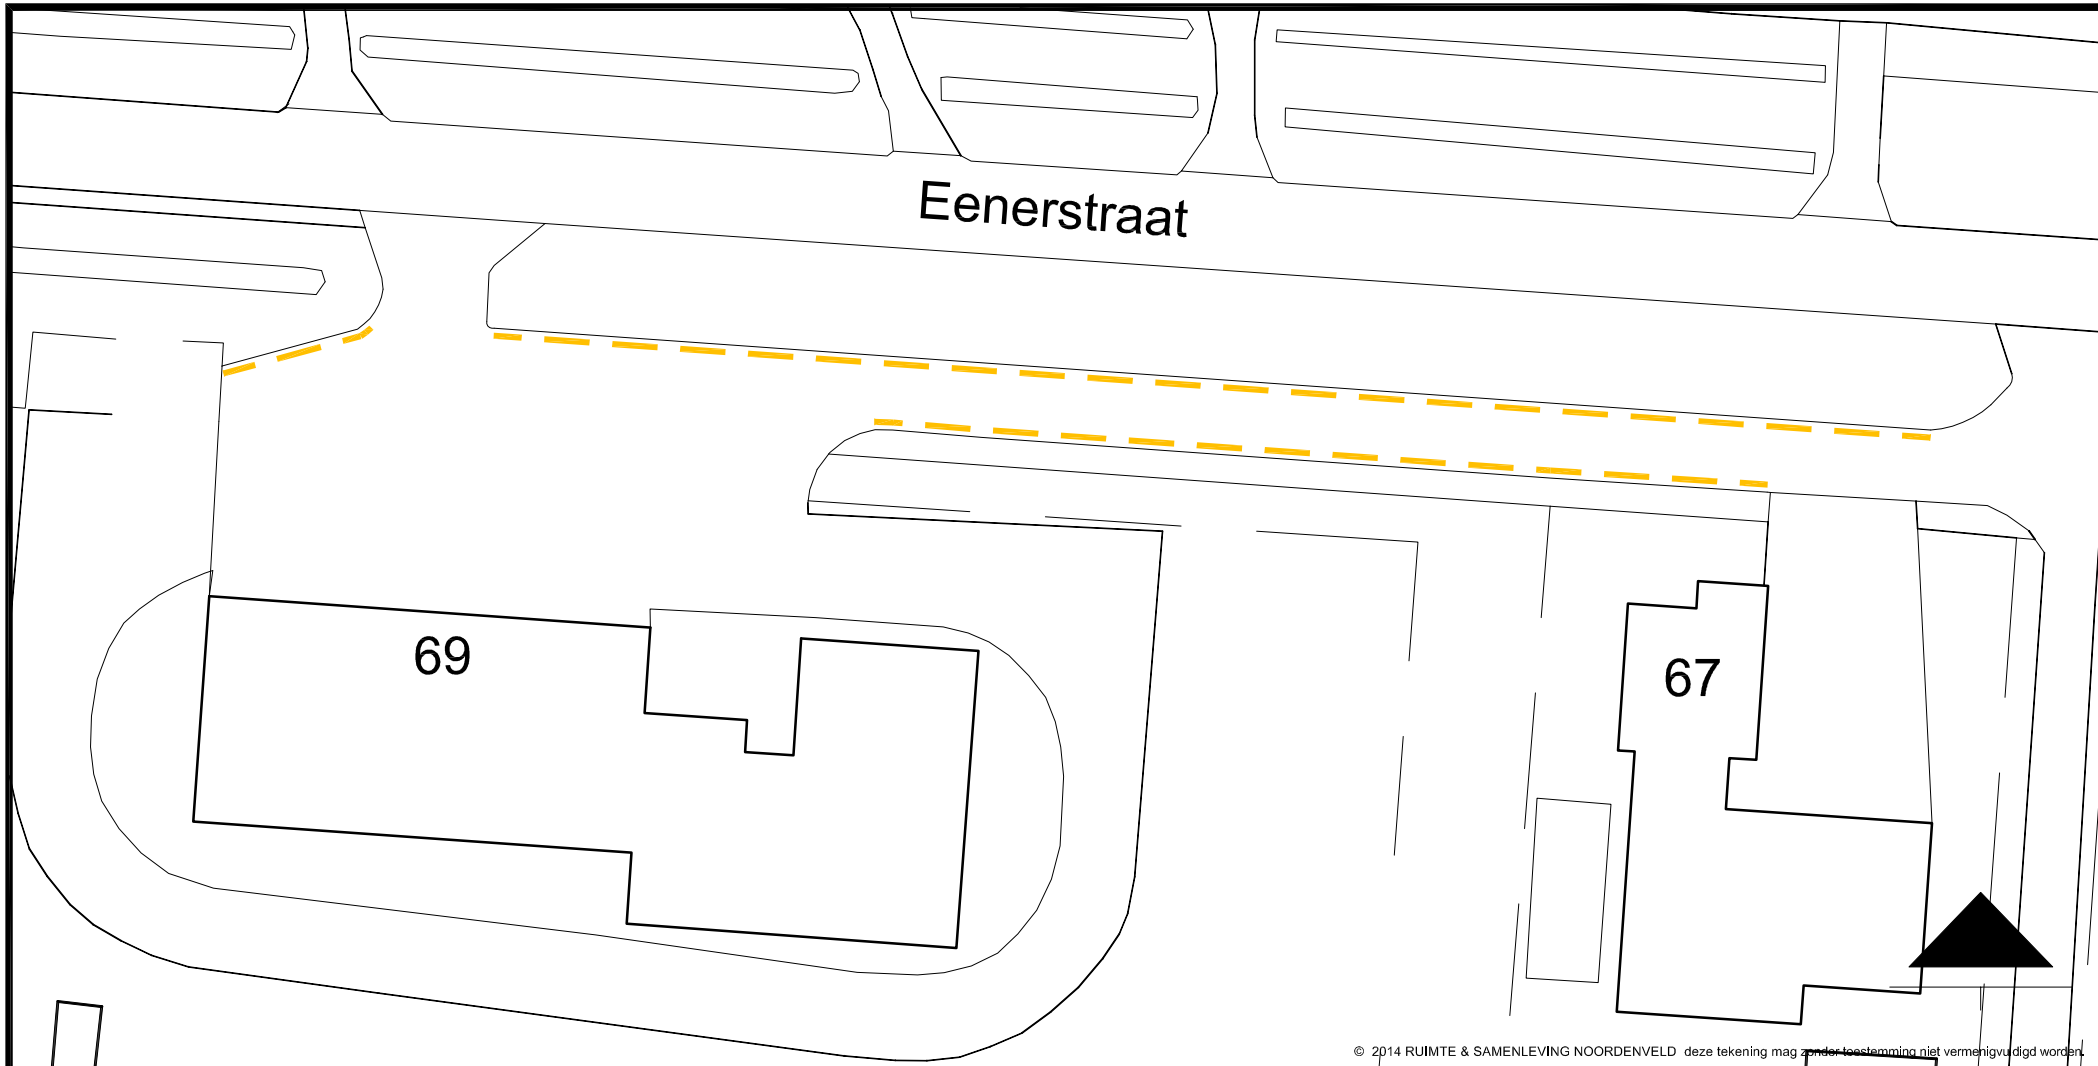 Eenerstraat
69
67
© 2014 RUIMTE & SAMENLEVING NOORDENVELD deze tekening mag zonder toestemming niet vermenigvuldigd worden.